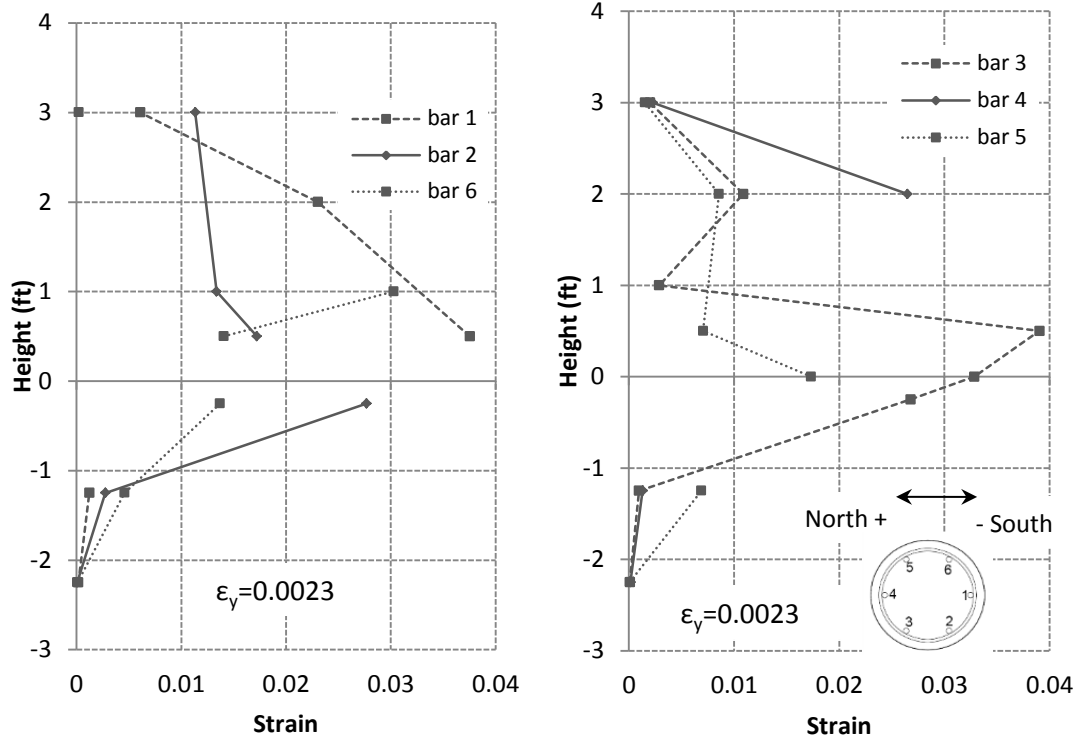 4
3
2
1
0
-1
-2
-3
Height (ft)
0
0.01
0.02
0.03
0.04
Strain
bar 1
bar 2
bar 6
εy=0.0023
4
3
2
1
0
-1
-2
-3
Height (ft)
0
0.01
0.02
0.03
0.04
Strain
bar 3
bar 4
bar 5
North +
- South
5
6
4
1
3
2
εy=0.0023